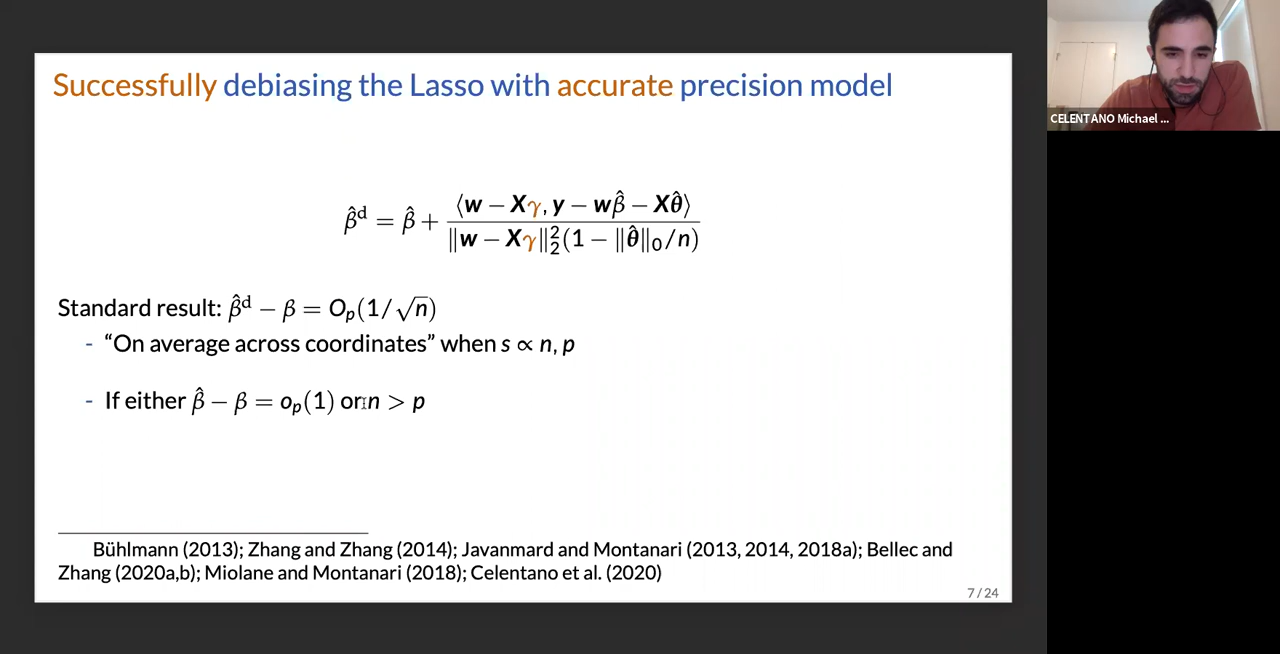 Successfully debiasing the Lasso with accurate precision model
CELENTANO Michael ...
β̂ᵈ = β̂ + ⟨w − Xγ, y − wβ̂ − Xθ̂⟩ / ‖w − Xγ‖₂²(1 − ‖θ̂‖₀/n)
Standard result: β̂ᵈ − β = Oₚ(1/√n)
- “On average across coordinates” when s ∝ n, p
- If either β̂ − β = oₚ(1) or n > p
Bühlmann (2013); Zhang and Zhang (2014); Javanmard and Montanari (2013, 2014, 2018a); Bellec and
Zhang (2020a,b); Miolane and Montanari (2018); Celentano et al. (2020)
7 / 24